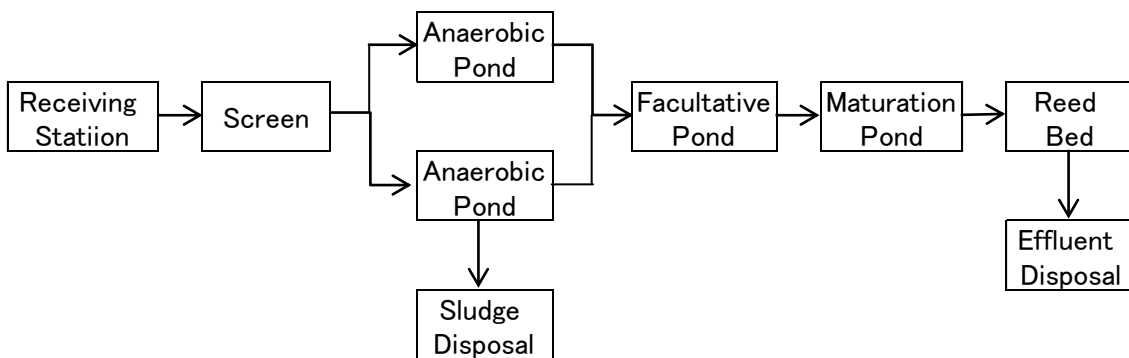 Receiving
Statiion
Screen
Anaerobic
Pond
Anaerobic
Pond
Sludge
Disposal
Facultative
Pond
Maturation
Pond
Reed
Bed
Effluent
Disposal